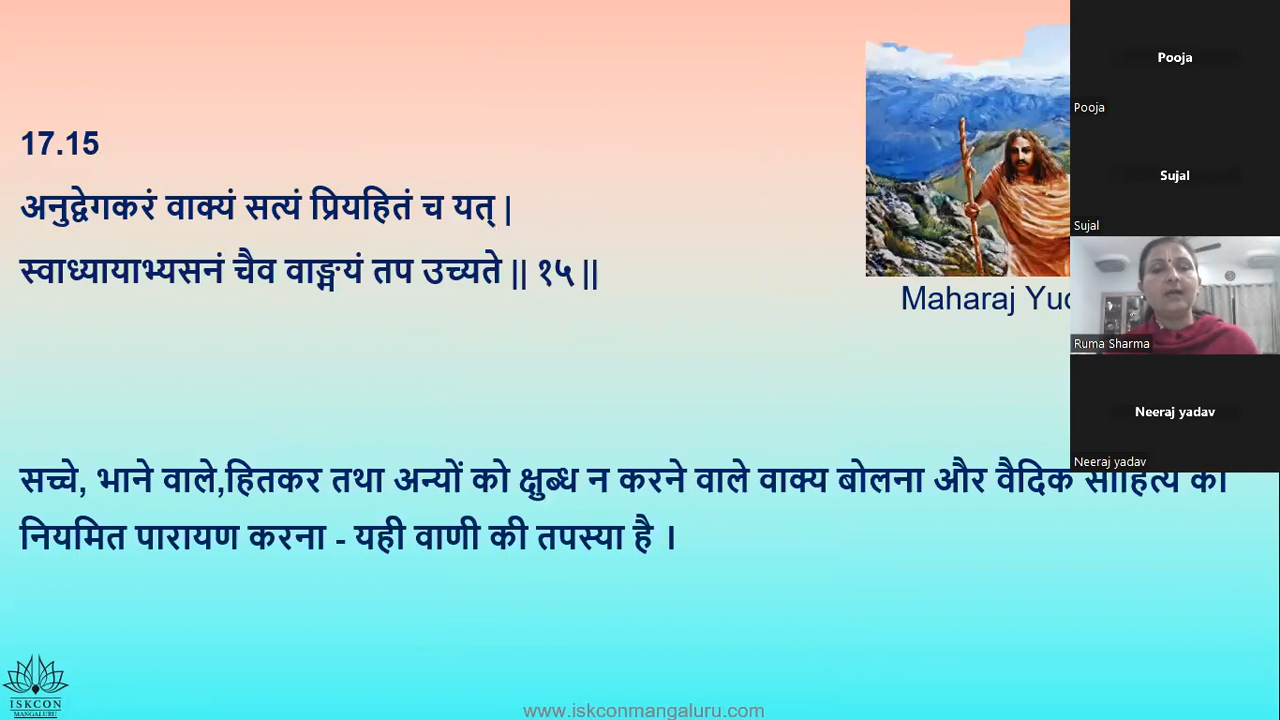 17.15
अनुद्वेगकरं वाक्यं सत्यं प्रियहितं च यत् |
स्वाध्यायाभ्यसनं चैव वाङ्मयं तप उच्यते || १५ ||
Maharaj
सच्चे, भाने वाले,हितकर तथा अन्यों को क्षुब्ध न करने वाले वाक्य बोलना और वैदिक साहित्य का
नियमित पारायण करना - यही वाणी की तपस्या है ।
Pooja
Pooja
Sujal
Sujal
Ruma Sharma
Neeraj yadav
Neeraj yadav
ISKCON
MANGALURU
www.iskconmangaluru.com